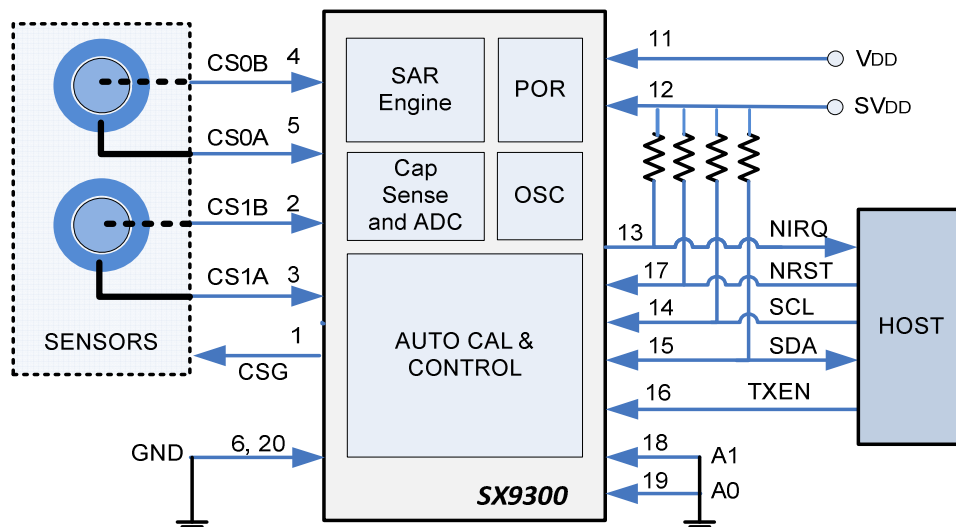 CS0B 4
CS0A 5
CS1B 2
CS1A 3
SENSORS
1
CSG
GND
6, 20
SAR
Engine
POR
Cap
Sense
and ADC
OSC
AUTO CAL &
CONTROL
SX9300
11
VDD
12
SVDD
13 NIRQ
17 NRST
14 SCL
15 SDA
16 TXEN
HOST
18 A1
19 A0